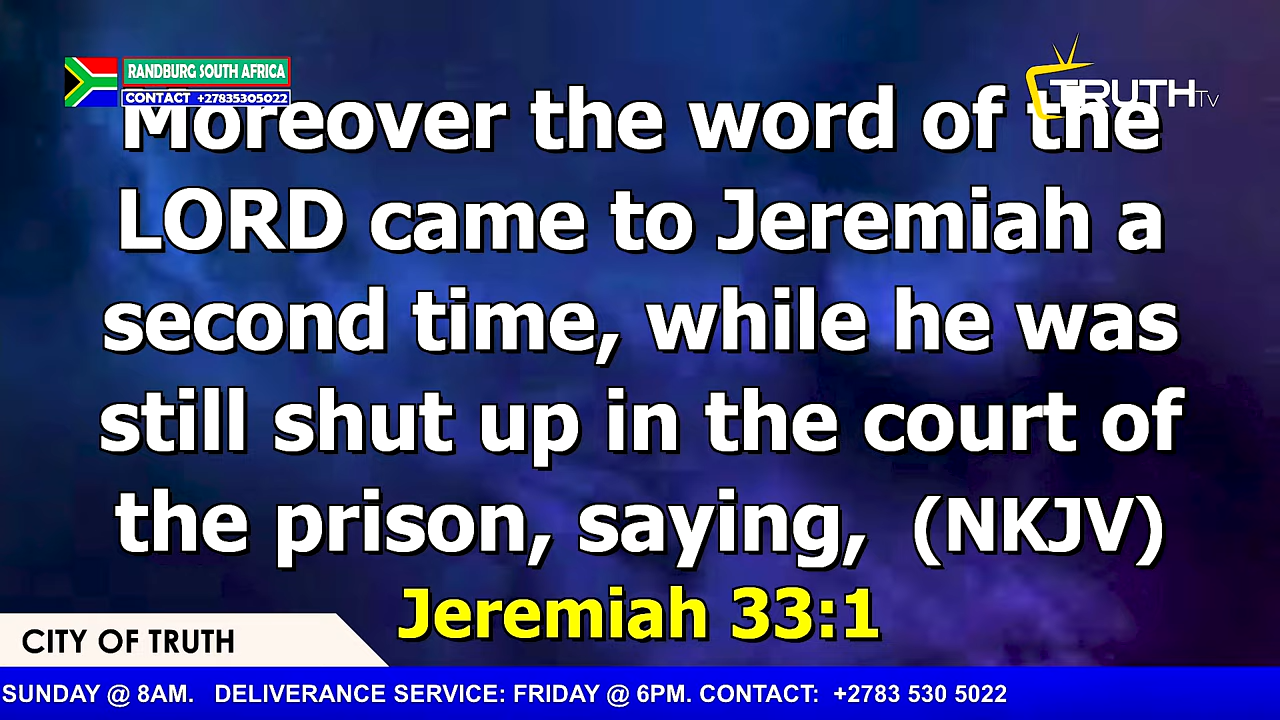 RANDBURG SOUTH AFRICA
CONTACT +27835305022
TRUTH TV
Moreover the word of the
LORD came to Jeremiah a
second time, while he was
still shut up in the court of
the prison, saying, (NKJV)
Jeremiah 33:1
CITY OF TRUTH
SUNDAY @ 8AM. DELIVERANCE SERVICE: FRIDAY @ 6PM. CONTACT: +2783 530 5022